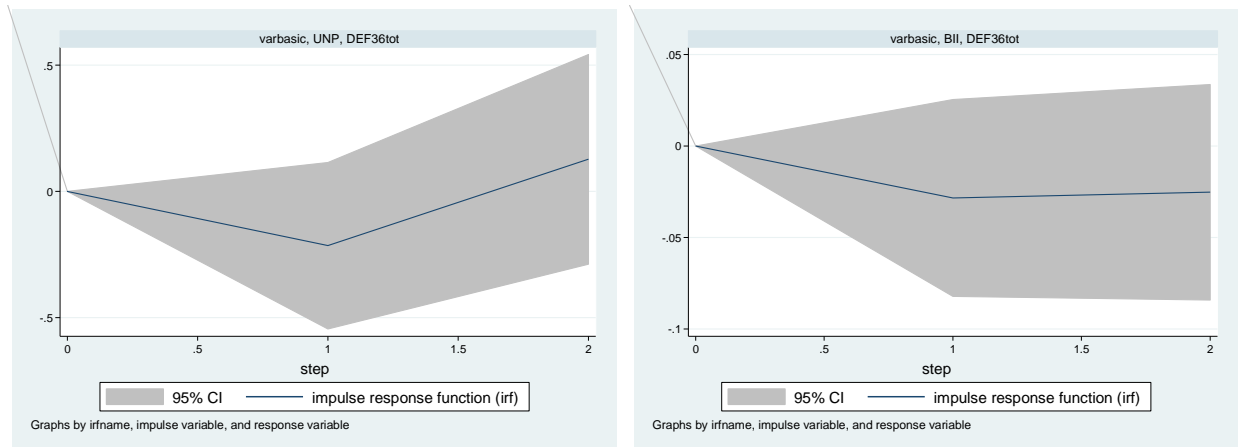 varbasic, UNP, DEF36tot
.5
0
-.5
0
.5
1
1.5
2
step
95% CI
impulse response function (irf)
Graphs by irfname, impulse variable, and response variable
varbasic, BII, DEF36tot
.05
0
-.05
-.1
0
.5
1
1.5
2
step
95% CI
impulse response function (irf)
Graphs by irfname, impulse variable, and response variable